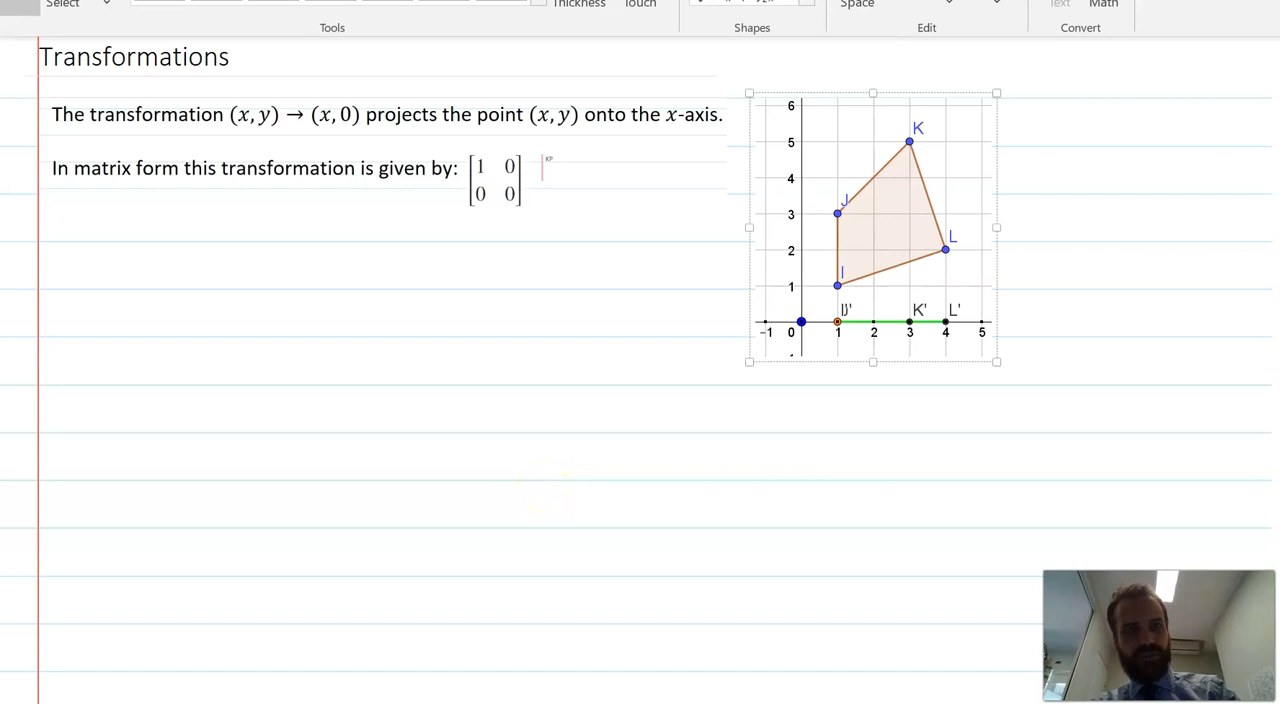 Select
Thickness
Touch
Space
Text
Math
Tools
Shapes
Edit
Convert
Transformations
The transformation (x, y) → (x, 0) projects the point (x, y) onto the x-axis.
In matrix form this transformation is given by: [1 0
0 0]
KP
6
5
4
3
2
1
K
J
L
I
K'
L'
−1 0 1 2 3 4 5